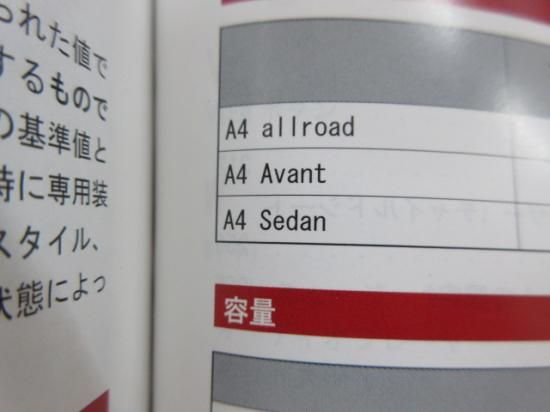 られた値で
するもので
の基準値と
時に専用装
スタイル、
状態によっ
A4 allroad
A4 Avant
A4 Sedan
容量